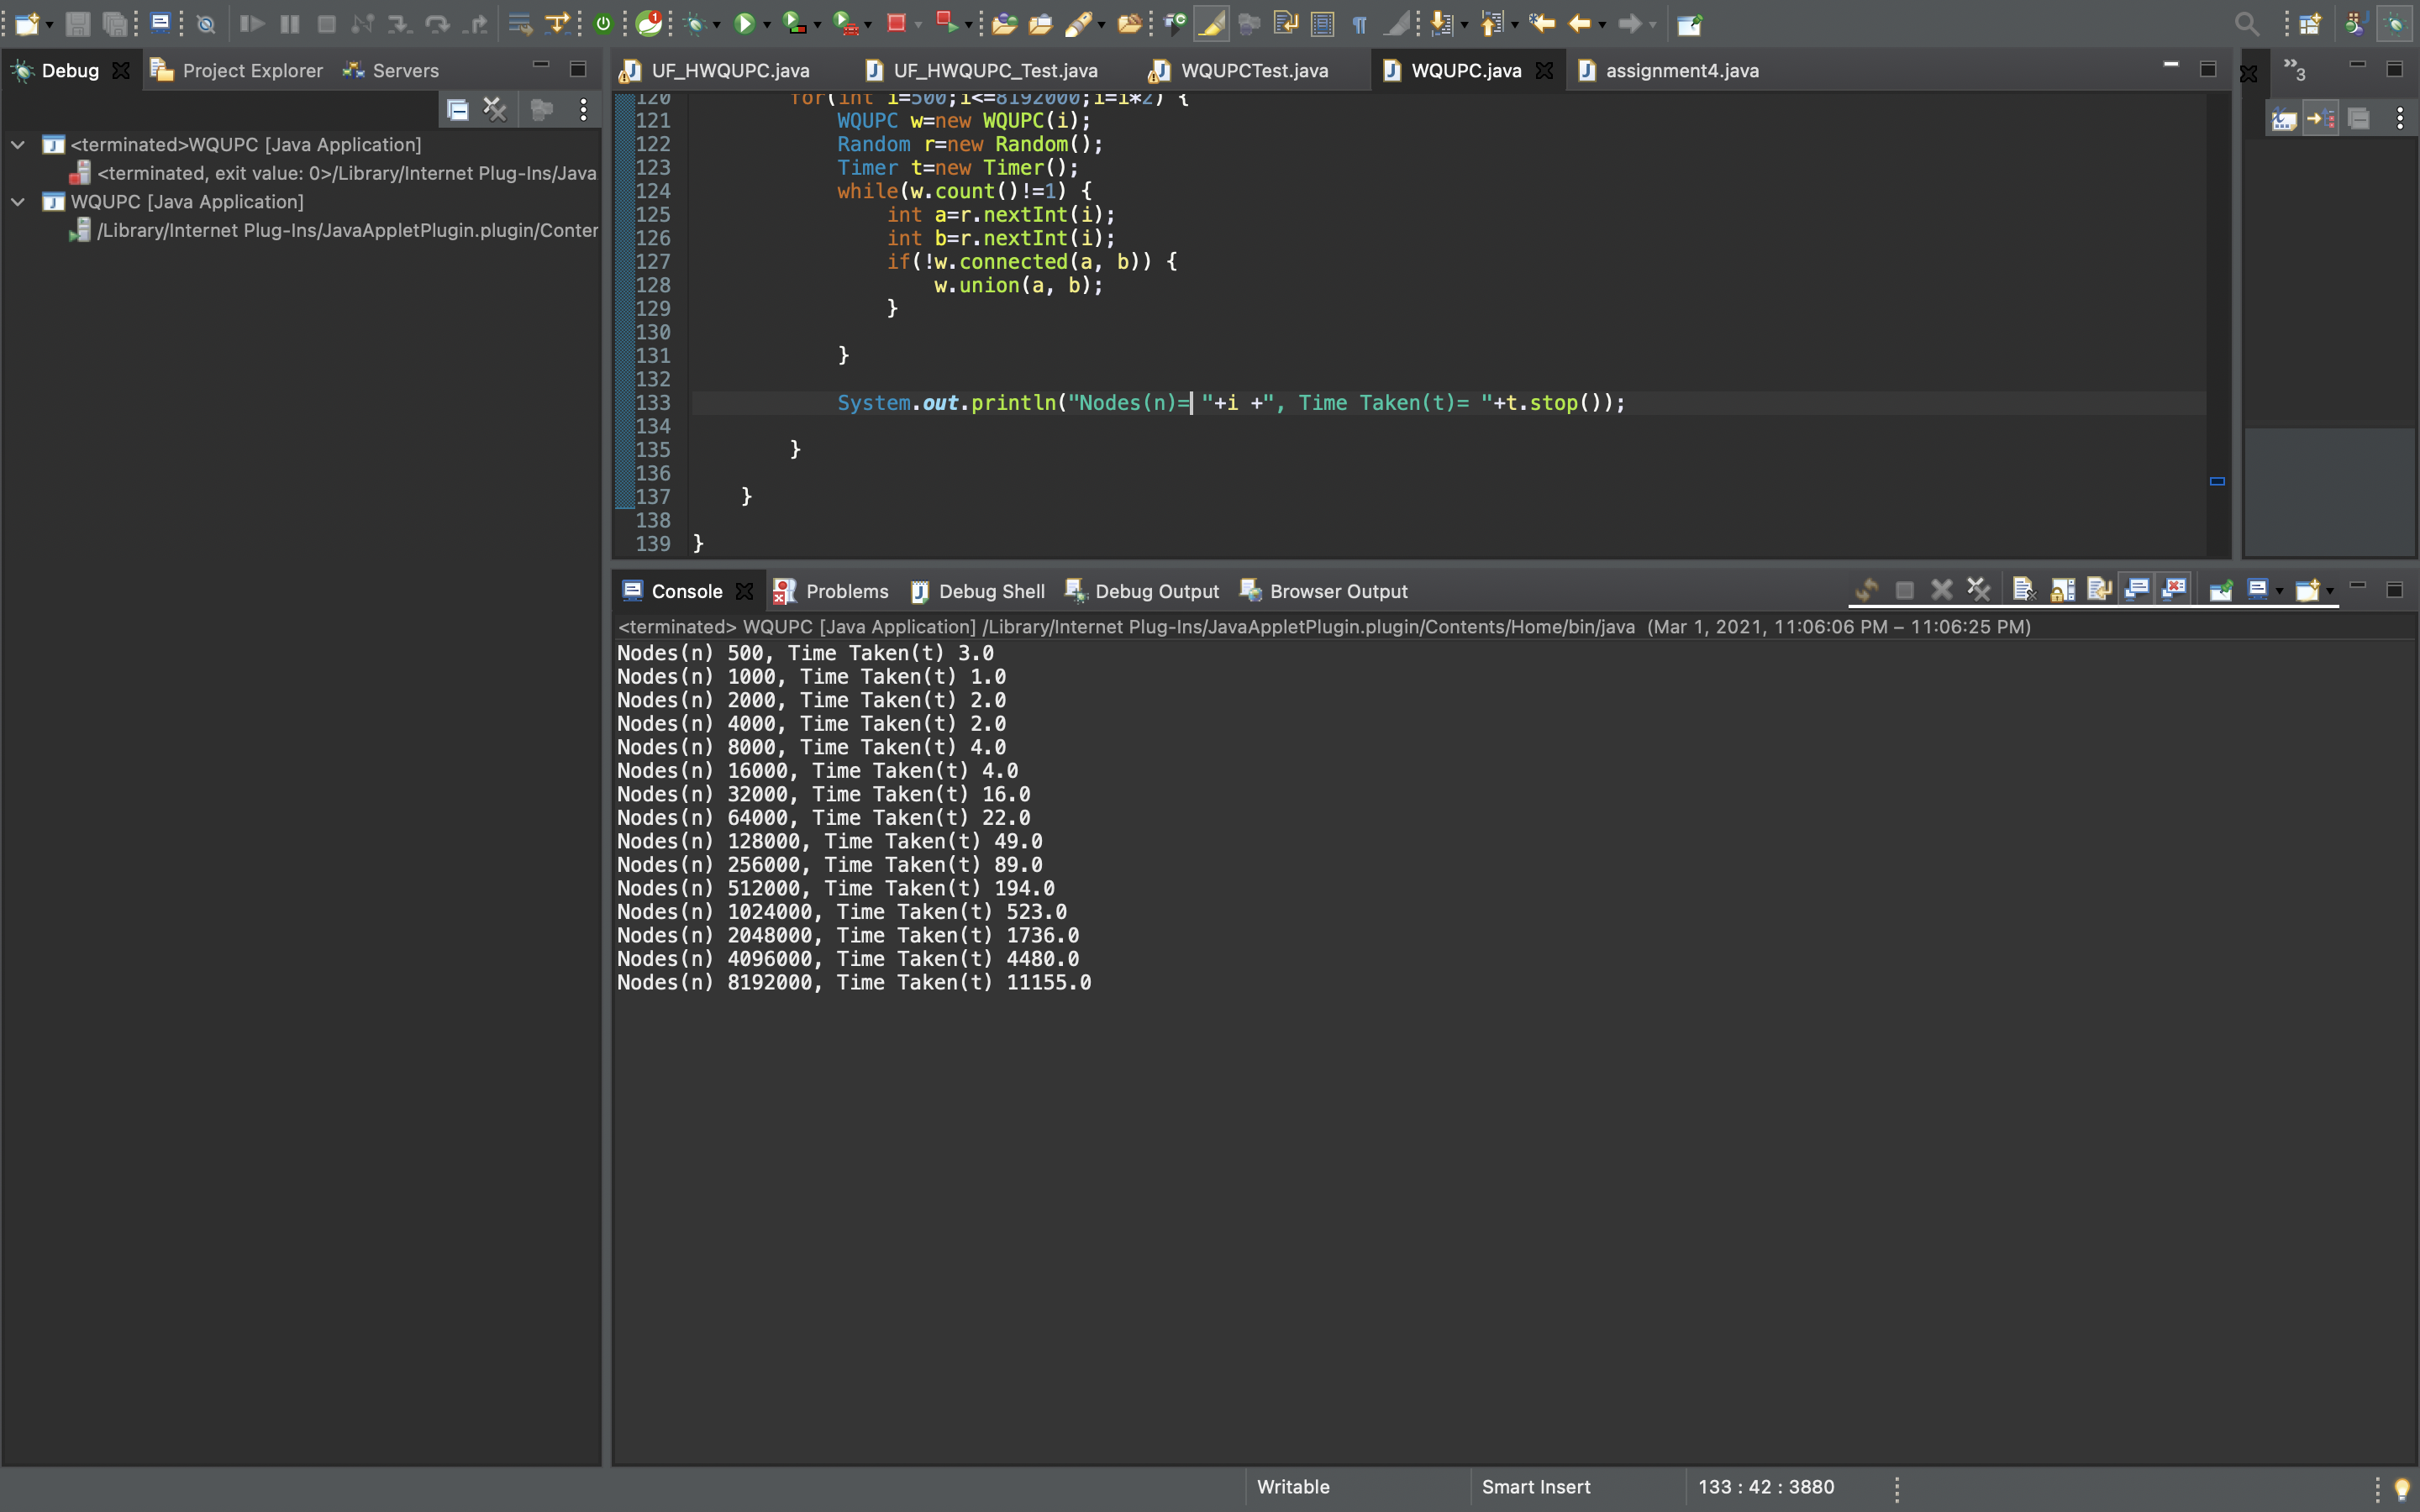 Debug
Project Explorer
Servers
<terminated>WQUPC [Java Application]
<terminated, exit value: 0>/Library/Internet Plug-Ins/Java
WQUPC [Java Application]
/Library/Internet Plug-Ins/JavaAppletPlugin.plugin/Conter
UF_HWQUPC.java
UF_HWQUPC_Test.java
WQUPCTest.java
WQUPC.java
assignment4.java
3
120 for(int i=500;i<=8192000;i=i*2) {
121 WQUPC w=new WQUPC(i);
122 Random r=new Random();
123 Timer t=new Timer();
124 while(w.count()!=1) {
125 int a=r.nextInt(i);
126 int b=r.nextInt(i);
127 if(!w.connected(a, b)) {
128 w.union(a, b);
129 }
130
131 }
132
133 System.out.println("Nodes(n)= "+i +", Time Taken(t)= "+t.stop());
134
135 }
136
137 }
138
139 }
Console
Problems
Debug Shell
Debug Output
Browser Output
<terminated> WQUPC [Java Application] /Library/Internet Plug-Ins/JavaAppletPlugin.plugin/Contents/Home/bin/java (Mar 1, 2021, 11:06:06 PM – 11:06:25 PM)
Nodes(n) 500, Time Taken(t) 3.0
Nodes(n) 1000, Time Taken(t) 1.0
Nodes(n) 2000, Time Taken(t) 2.0
Nodes(n) 4000, Time Taken(t) 2.0
Nodes(n) 8000, Time Taken(t) 4.0
Nodes(n) 16000, Time Taken(t) 4.0
Nodes(n) 32000, Time Taken(t) 16.0
Nodes(n) 64000, Time Taken(t) 22.0
Nodes(n) 128000, Time Taken(t) 49.0
Nodes(n) 256000, Time Taken(t) 89.0
Nodes(n) 512000, Time Taken(t) 194.0
Nodes(n) 1024000, Time Taken(t) 523.0
Nodes(n) 2048000, Time Taken(t) 1736.0
Nodes(n) 4096000, Time Taken(t) 4480.0
Nodes(n) 8192000, Time Taken(t) 11155.0
Writable
Smart Insert
133 : 42 : 3880